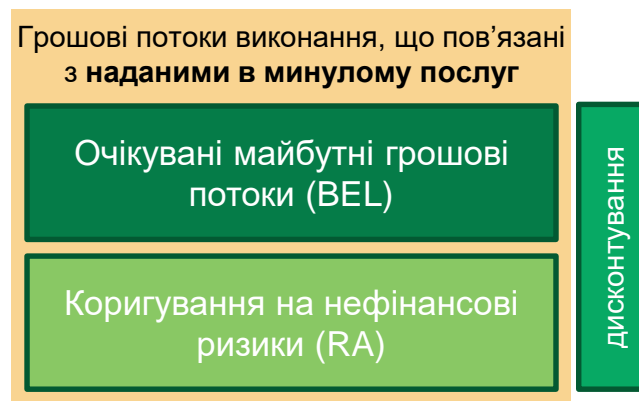 Грошові потоки виконання, що пов’язані
з наданими в минулому послуг
Очікувані майбутні грошові
потоки (BEL)
Коригування на нефінансові
ризики (RA)
дисконтування